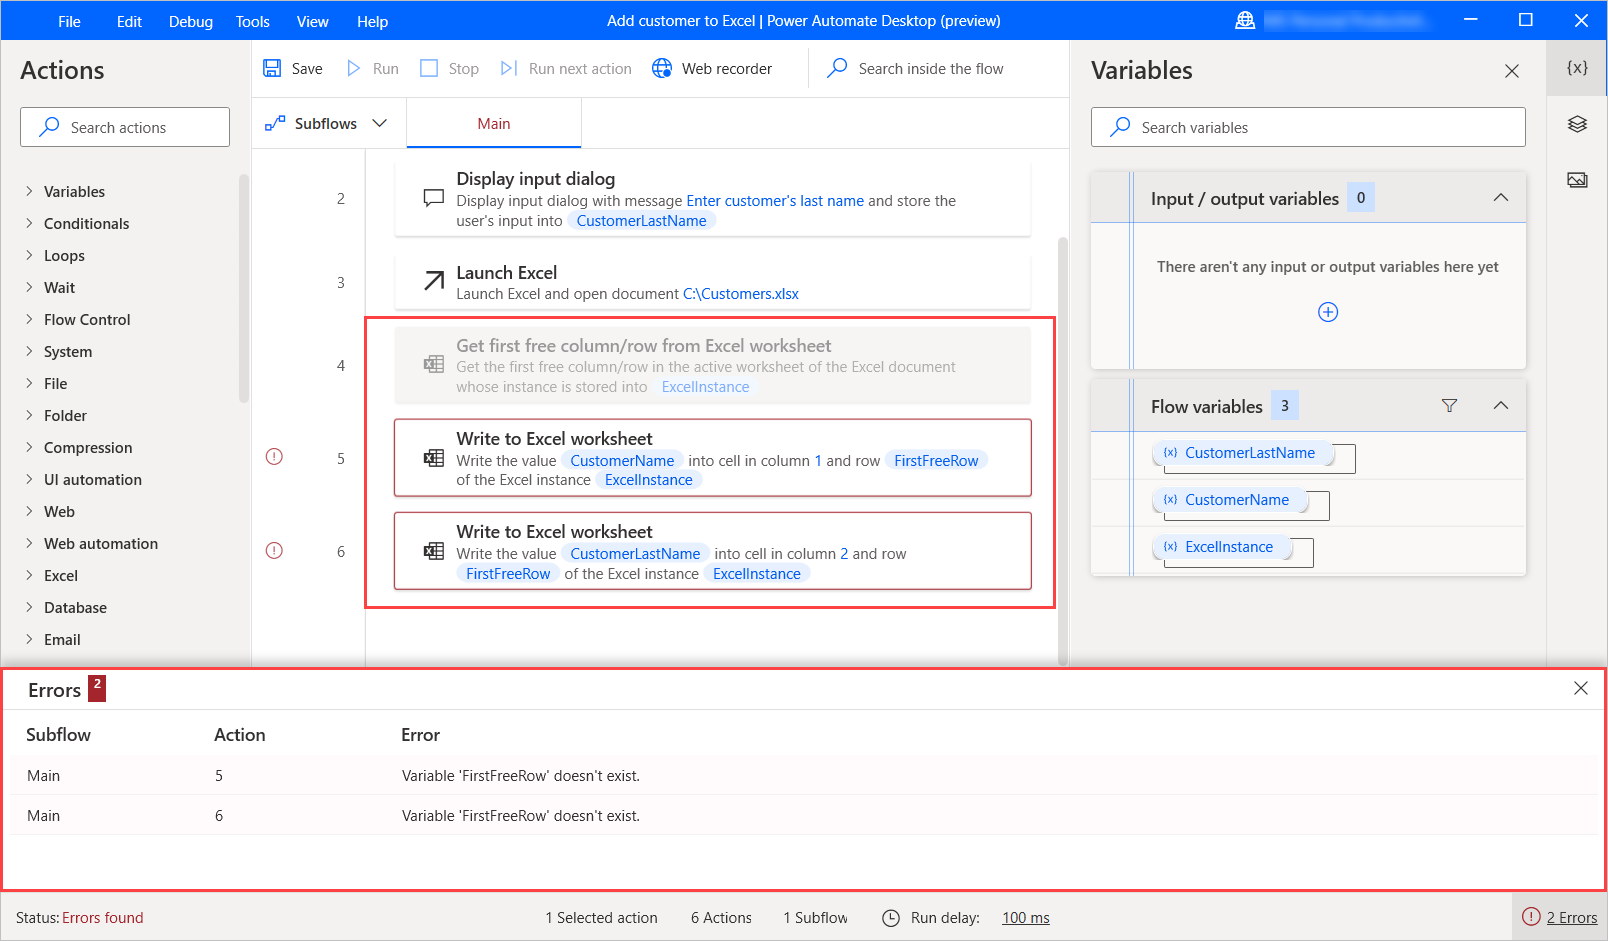 File Edit Debug Tools View Help
Add customer to Excel | Power Automate Desktop (preview)
Actions
Search actions
Variables
Conditionals
Loops
Wait
Flow Control
System
File
Folder
Compression
UI automation
Web
Web automation
Excel
Database
Email
Save Run Stop Run next action Web recorder Search inside the flow
Subflows Main
2 Display input dialog
Display input dialog with message Enter customer's last name and store the
user's input into CustomerLastName
3 Launch Excel
Launch Excel and open document C:\Customers.xlsx
4 Get first free column/row from Excel worksheet
Get the first free column/row in the active worksheet of the Excel document
whose instance is stored into ExcelInstance
5 Write to Excel worksheet
Write the value CustomerName into cell in column 1 and row FirstFreeRow
of the Excel instance ExcelInstance
6 Write to Excel worksheet
Write the value CustomerLastName into cell in column 2 and row
FirstFreeRow of the Excel instance ExcelInstance
Variables
{x}
Search variables
Input / output variables 0
There aren't any input or output variables here yet
Flow variables 3
{x} CustomerLastName
{x} CustomerName
{x} ExcelInstance
Errors 2
Subflow Action Error
Main 5 Variable 'FirstFreeRow' doesn't exist.
Main 6 Variable 'FirstFreeRow' doesn't exist.
Status: Errors found 1 Selected action 6 Actions 1 Subflow Run delay: 100 ms 2 Errors